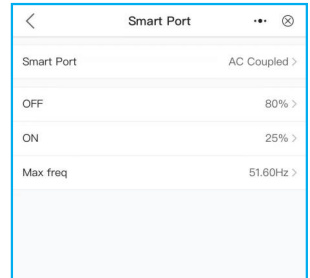 Smart Port
Smart Port AC Coupled >
OFF 80% >
ON 25% >
Max freq 51.60Hz >